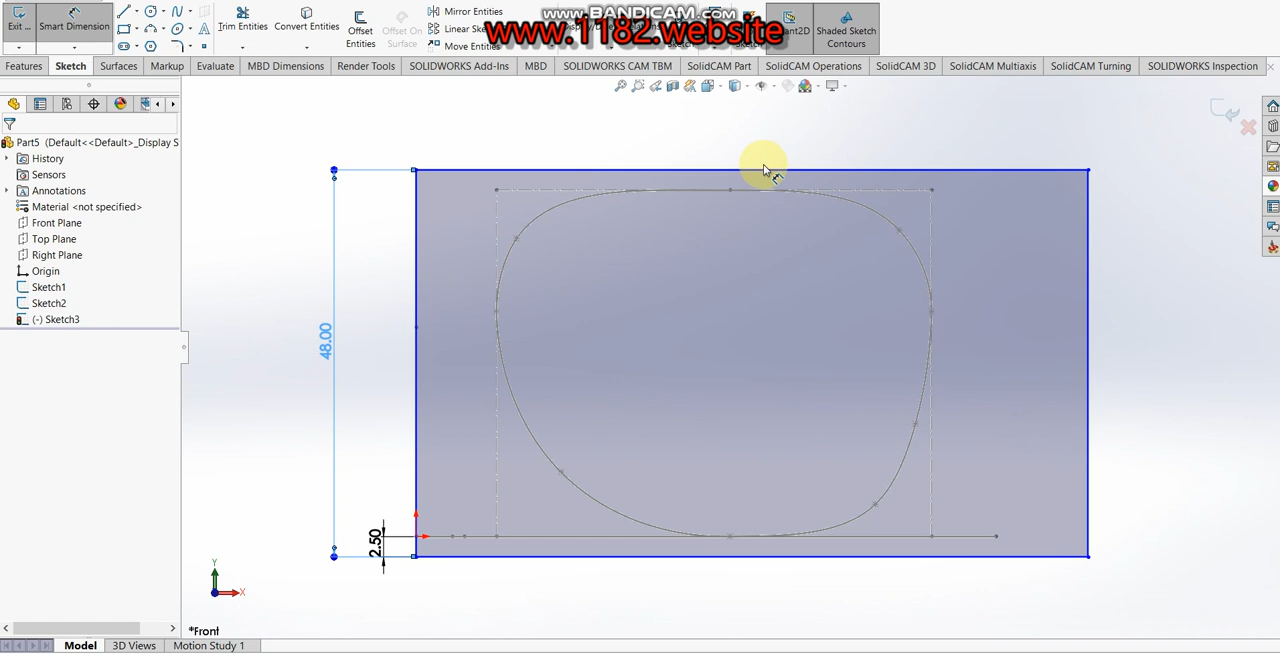 www.BANDICAM.com
www.1182.website
Exit ...
Smart Dimension
Trim Entities
Convert Entities
Offset Entities
Offset On Surface
Mirror Entities
Linear Sk
Move Entities
ant2D
Shaded Sketch Contours
Features Sketch Surfaces Markup Evaluate MBD Dimensions Render Tools SOLIDWORKS Add-Ins MBD SOLIDWORKS CAM TBM SolidCAM Part SolidCAM Operations SolidCAM 3D SolidCAM Multiaxis SolidCAM Turning SOLIDWORKS Inspection
Part5 (Default<<Default>_Display S
History
Sensors
Annotations
Material <not specified>
Front Plane
Top Plane
Right Plane
Origin
Sketch1
Sketch2
(-) Sketch3
48.00
2.50
Y
X
*Front
Model 3D Views Motion Study 1